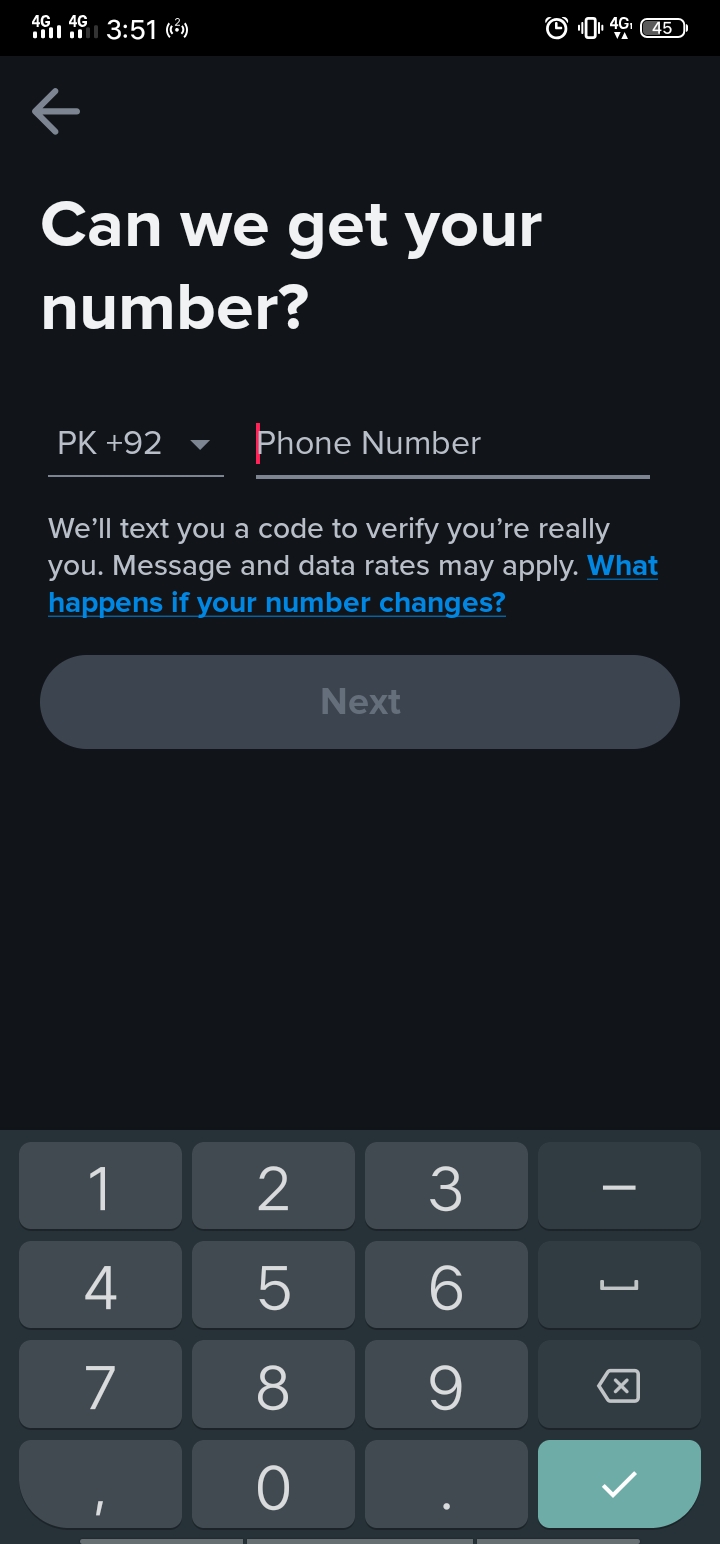 4G 4G 3:51 2 4G 45
Can we get your
number?
PK +92 Phone Number
We’ll text you a code to verify you’re really
you. Message and data rates may apply. What
happens if your number changes?
Next
1 2 3 –
4 5 6
7 8 9
, 0 .